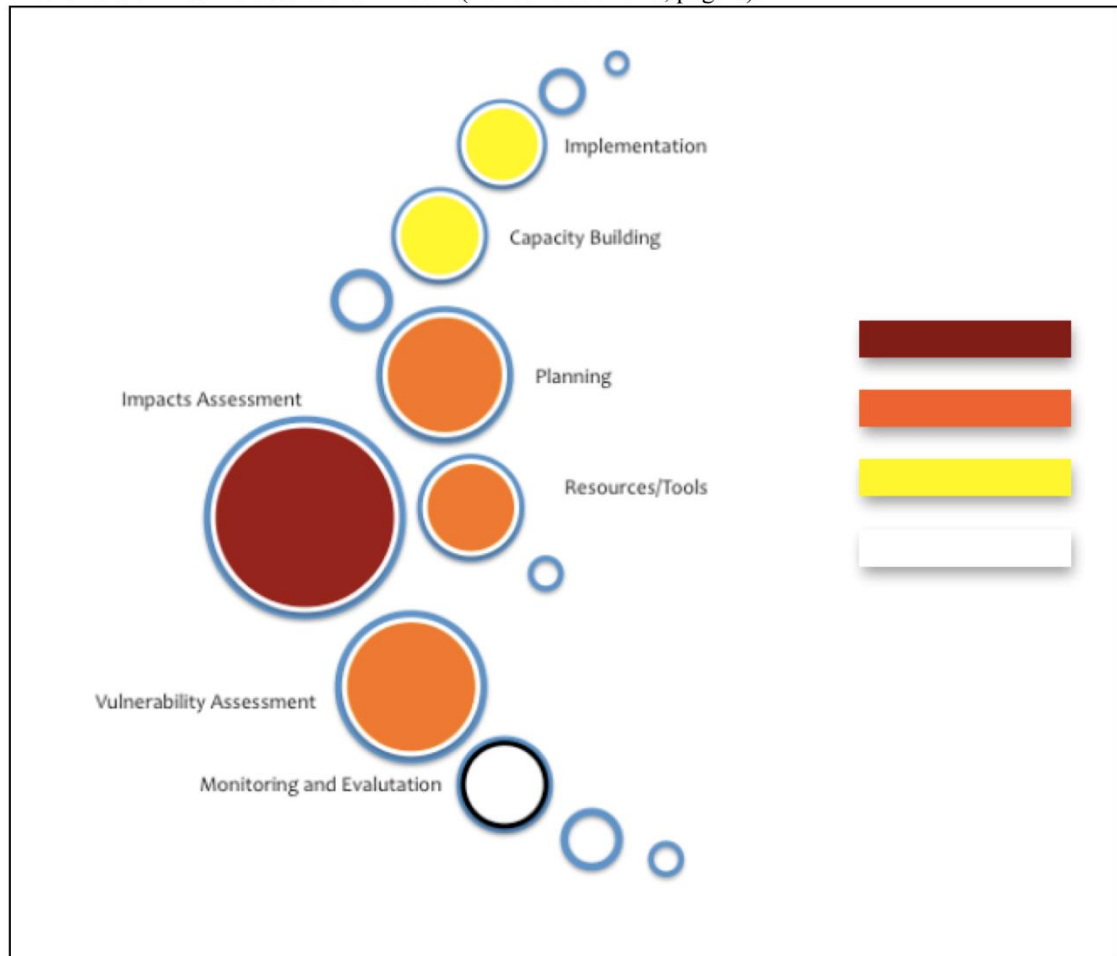 Implementation
Capacity Building
Planning
Impacts Assessment
Resources/Tools
Vulnerability Assessment
Monitoring and Evalutation